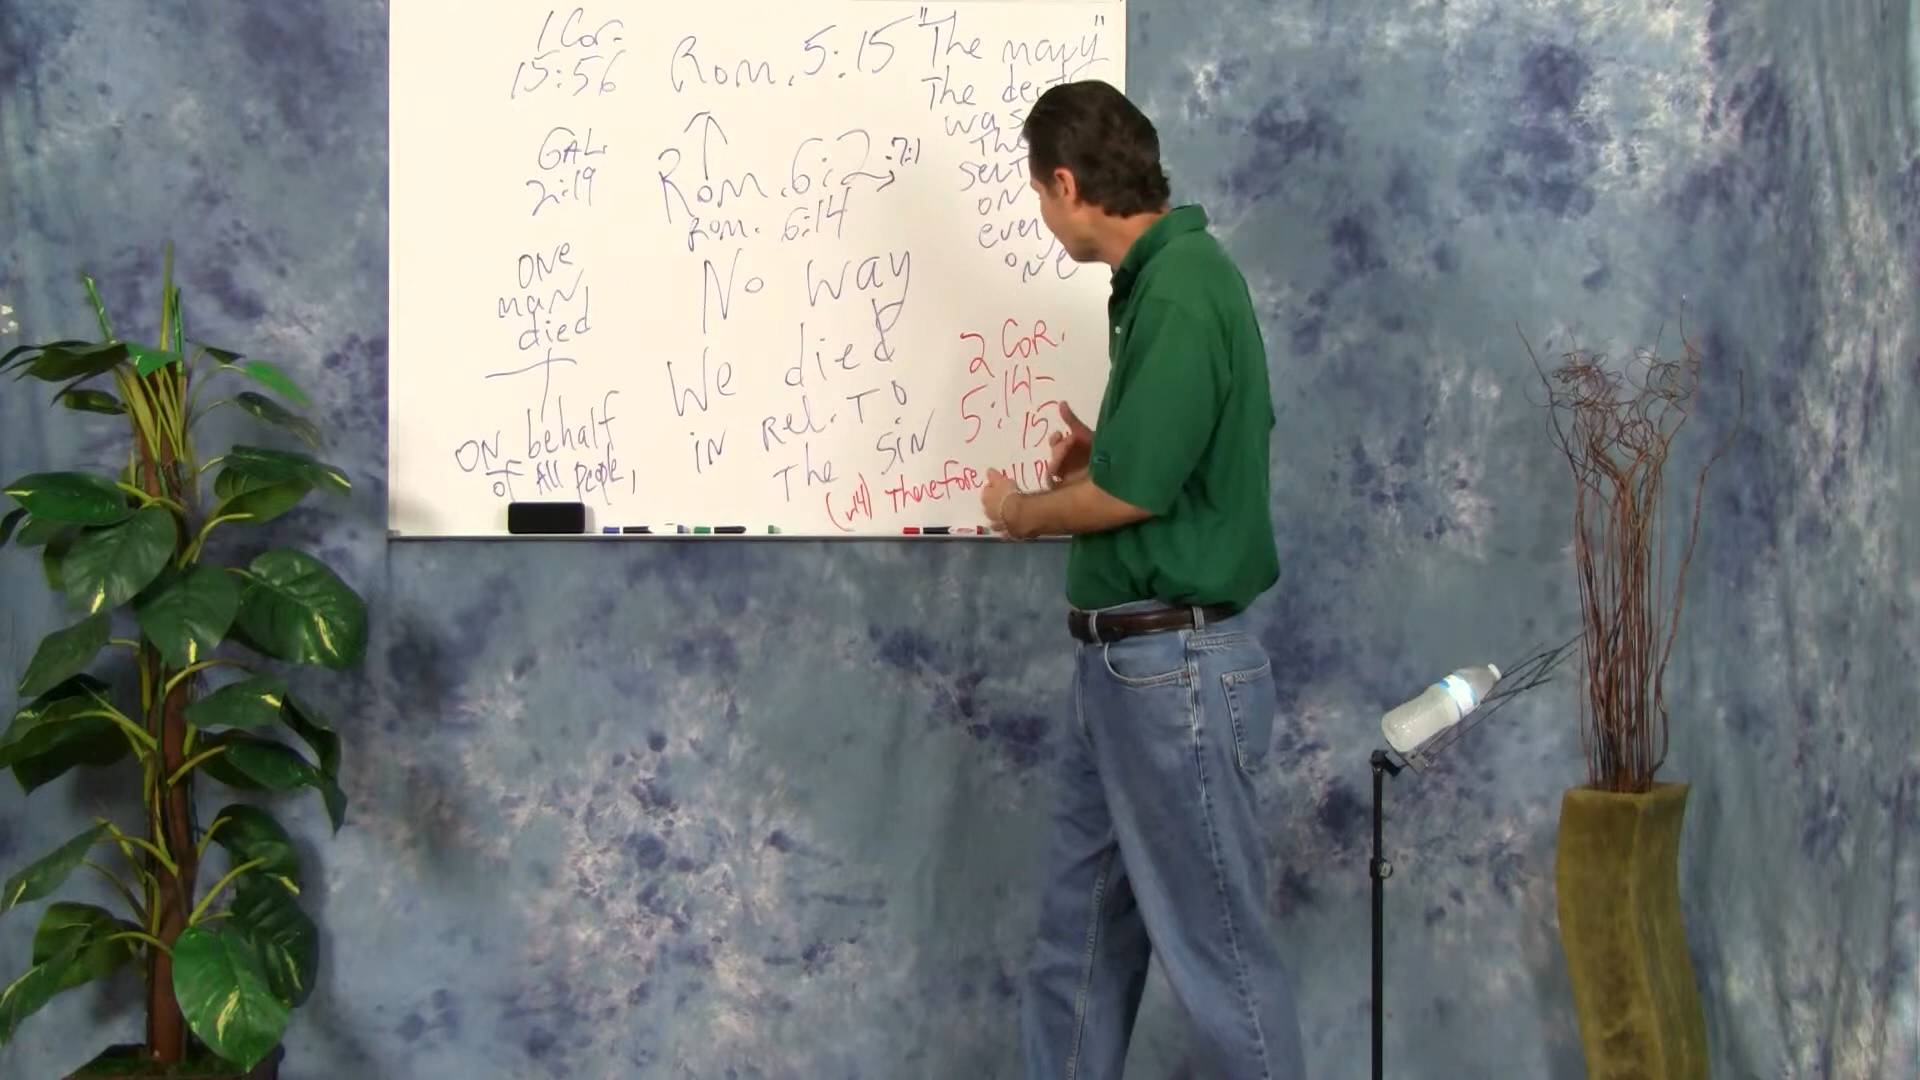 1 Cor.
15:56
GAL
2:19
ONE
man
died
ON behalf
of All People,
Rom. 5:15
Rom. 6:2 - 7:1
Rom. 6:14
No way
We died
in rel. To
The SiN
"The many"
The
was
The
ON
every
ONE
2 COR.
5:14-
15
(v14) Therefore